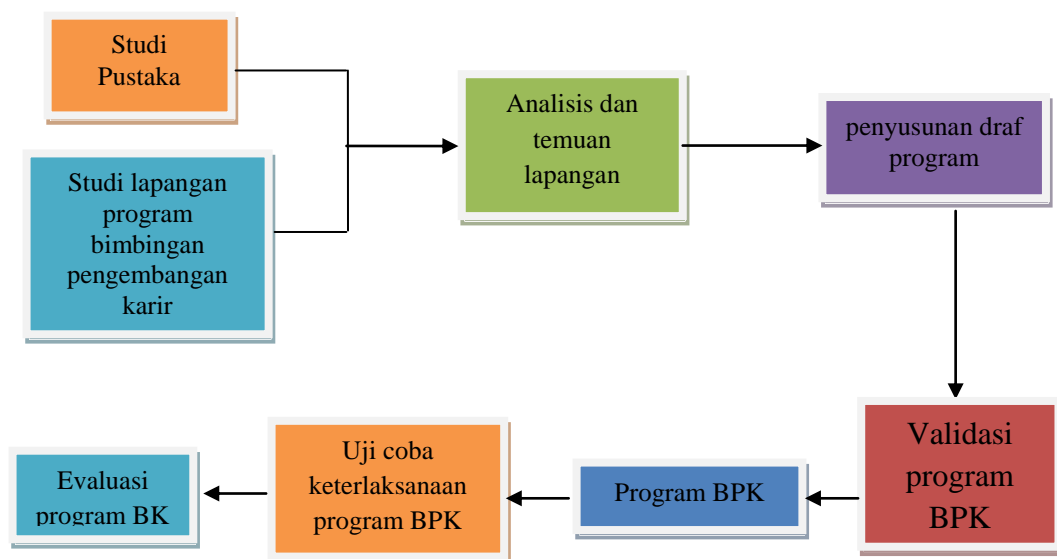 Studi
Pustaka
Studi lapangan
program
bimbingan
pengembangan
karir
Analisis dan
temuan
lapangan
penyusunan draf
program
Validasi
program
BPK
Program BPK
Uji coba
keterlaksanaan
program BPK
Evaluasi
program BK